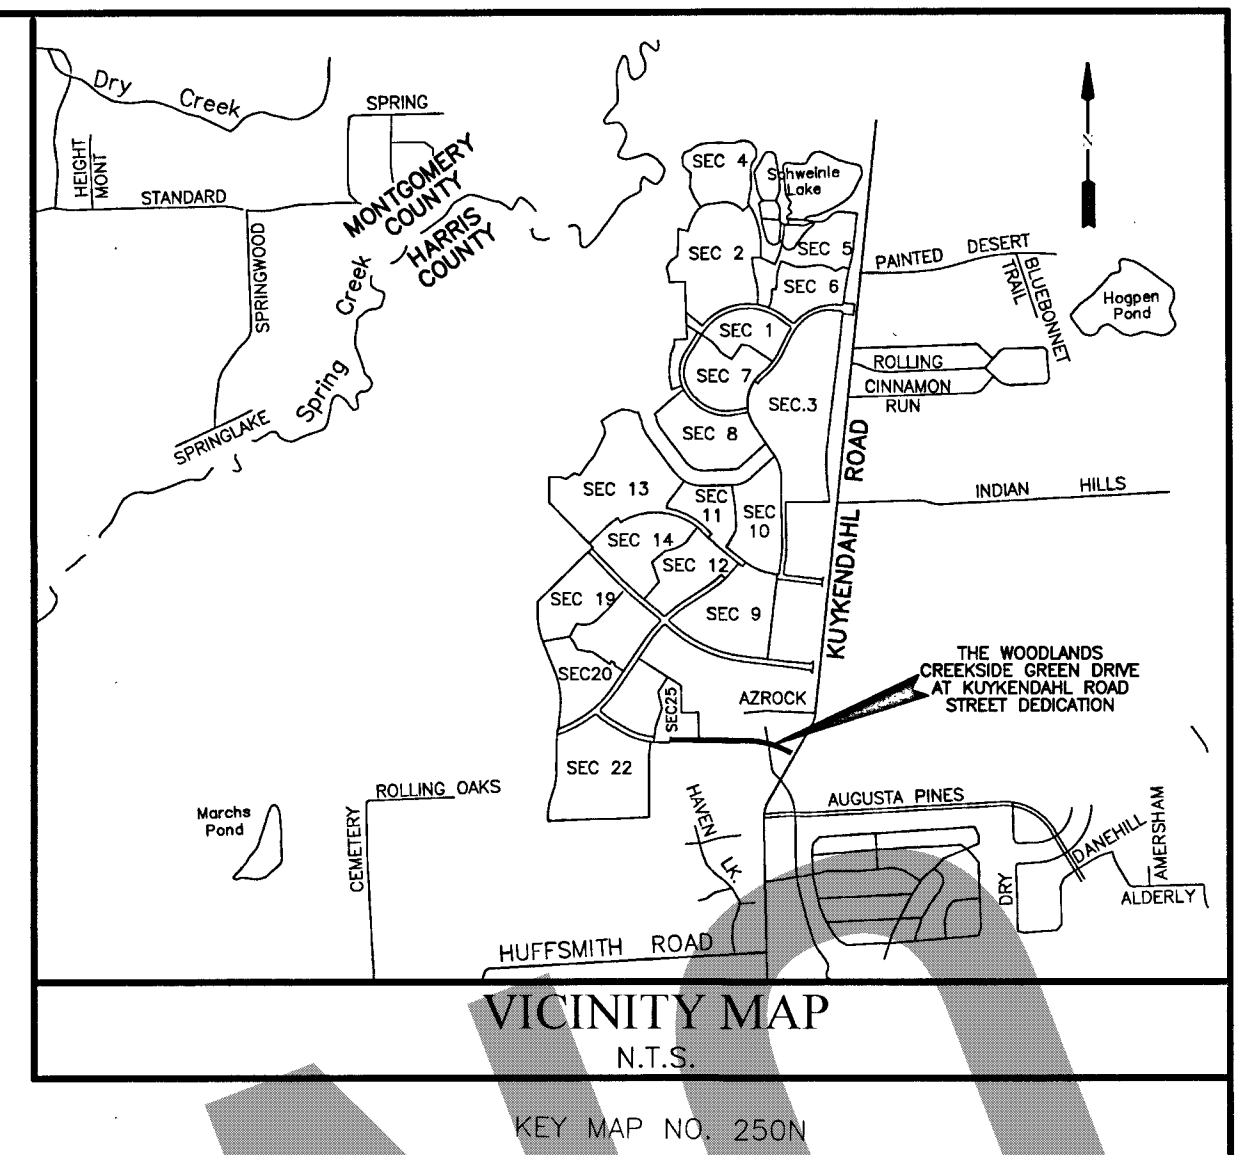 Dry
Creek
SPRING
HEIGHT
MONT
STANDARD
MONTGOMERY
COUNTY
HARRIS
COUNTY
SPRINGWOOD
Spring Creek
SPRINGLAKE
N
SEC 4
Schweinle
Lake
SEC 2
SEC 5
SEC 6
SEC 1
SEC 7
SEC.3
SEC 8
PAINTED DESERT
BLUEBONNET
TRAIL
Hogpen
Pond
ROLLING
CINNAMON
RUN
KUYKENDAHL ROAD
INDIAN HILLS
SEC 13
SEC
11
SEC
10
SEC 14
SEC 12
SEC 19
SEC 9
SEC20
SEC25
AZROCK
THE WOODLANDS
CREEKSIDE GREEN DRIVE
AT KUYKENDAHL ROAD
STREET DEDICATION
SEC 22
ROLLING OAKS
Marchs
Pond
CEMETERY
HAVEN
LK.
AUGUSTA PINES
DANEHILL
AMERSHAM
DRY
ALDERLY
HUFFSMITH ROAD
VICINITY MAP
N.T.S.
KEY MAP NO. 250N